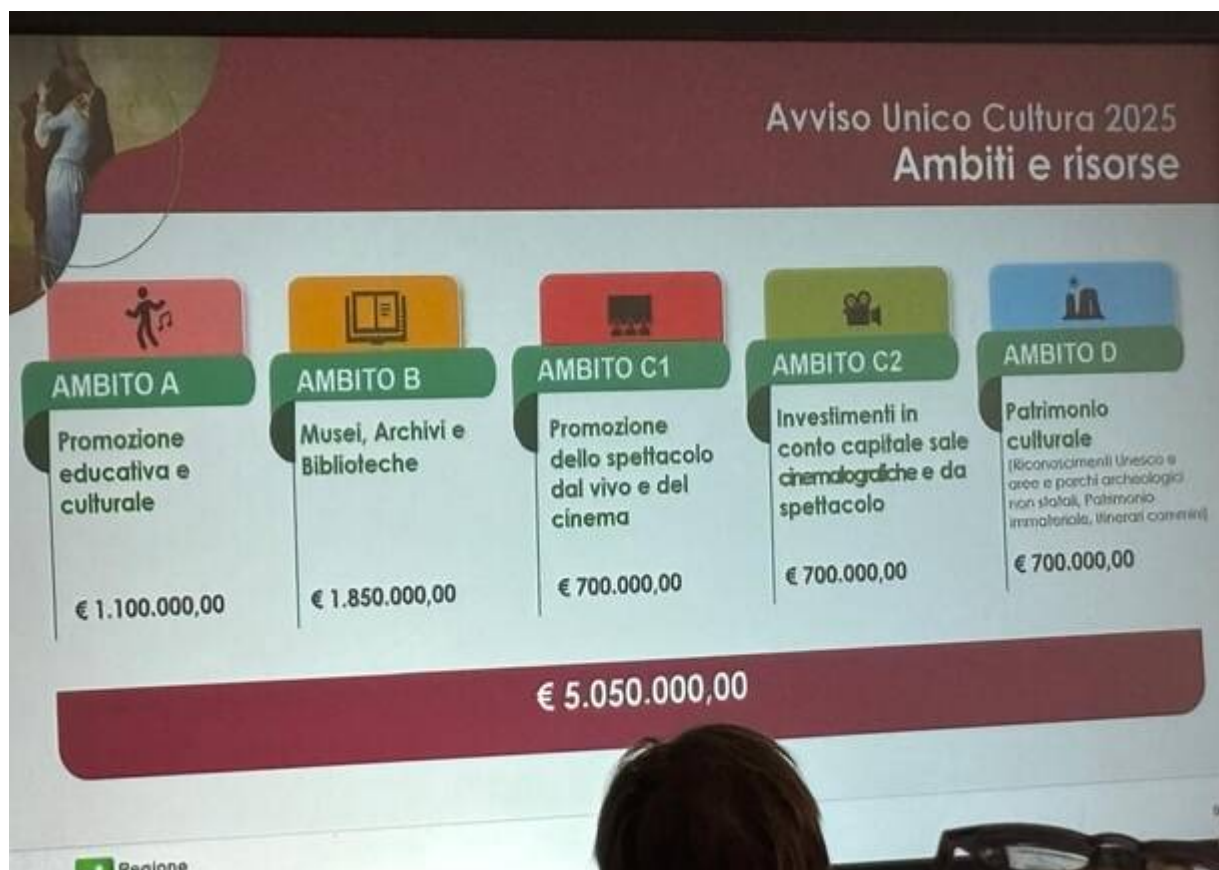 Avviso Unico Cultura 2025
Ambiti e risorse
AMBITO A
Promozione
educativa e
culturale
€ 1.100.000,00
AMBITO B
Musei, Archivi e
Biblioteche
€ 1.850.000,00
AMBITO C1
Promozione
dello spettacolo
dal vivo e del
cinema
€ 700.000,00
AMBITO C2
Investimenti in
conto capitale sale
cinematografiche e da
spettacolo
€ 700.000,00
AMBITO D
Patrimonio
culturale
(Riconoscimenti Unesco e
aree e parchi archeologici
non statali, Patrimonio
immateriale, Itinerari cammini)
€ 700.000,00
€ 5.050.000,00
Regione